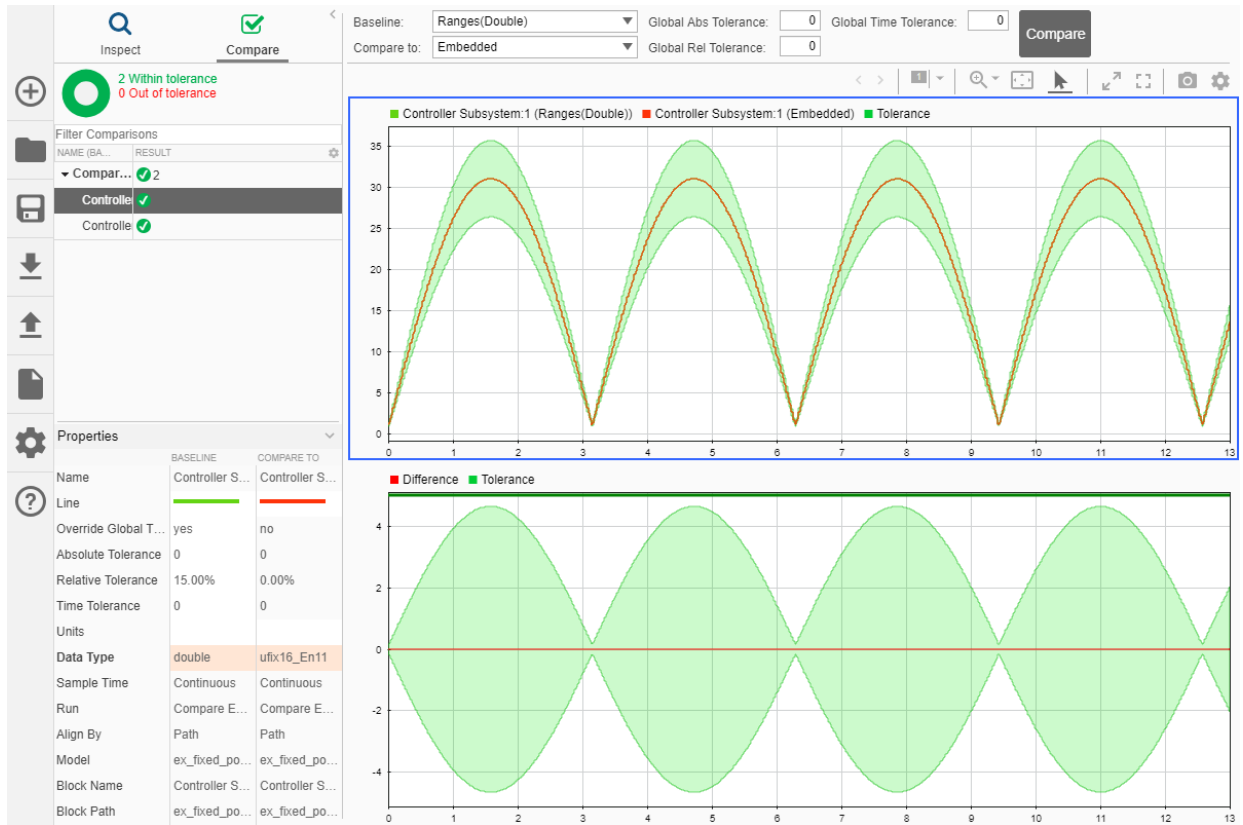 Inspect
Compare
2 Within tolerance
0 Out of tolerance
Filter Comparisons
NAME (BA... RESULT
Compar... 2
Controlle
Controlle
Properties
BASELINE COMPARE TO
Name Controller S... Controller S...
Line
Override Global T... yes no
Absolute Tolerance 0 0
Relative Tolerance 15.00% 0.00%
Time Tolerance 0 0
Units
Data Type double ufix16_En11
Sample Time Continuous Continuous
Run Compare E... Compare E...
Align By Path Path
Model ex_fixed_po... ex_fixed_po...
Block Name Controller S... Controller S...
Block Path ex_fixed_po... ex_fixed_po...
Baseline: Ranges(Double) Global Abs Tolerance: 0 Global Time Tolerance: 0
Compare to: Embedded Global Rel Tolerance: 0
Compare
1
Controller Subsystem:1 (Ranges(Double)) Controller Subsystem:1 (Embedded) Tolerance
35
30
25
20
15
10
5
0
0 1 2 3 4 5 6 7 8 9 10 11 12 13
Difference Tolerance
4
2
0
-2
-4
0 1 2 3 4 5 6 7 8 9 10 11 12 13